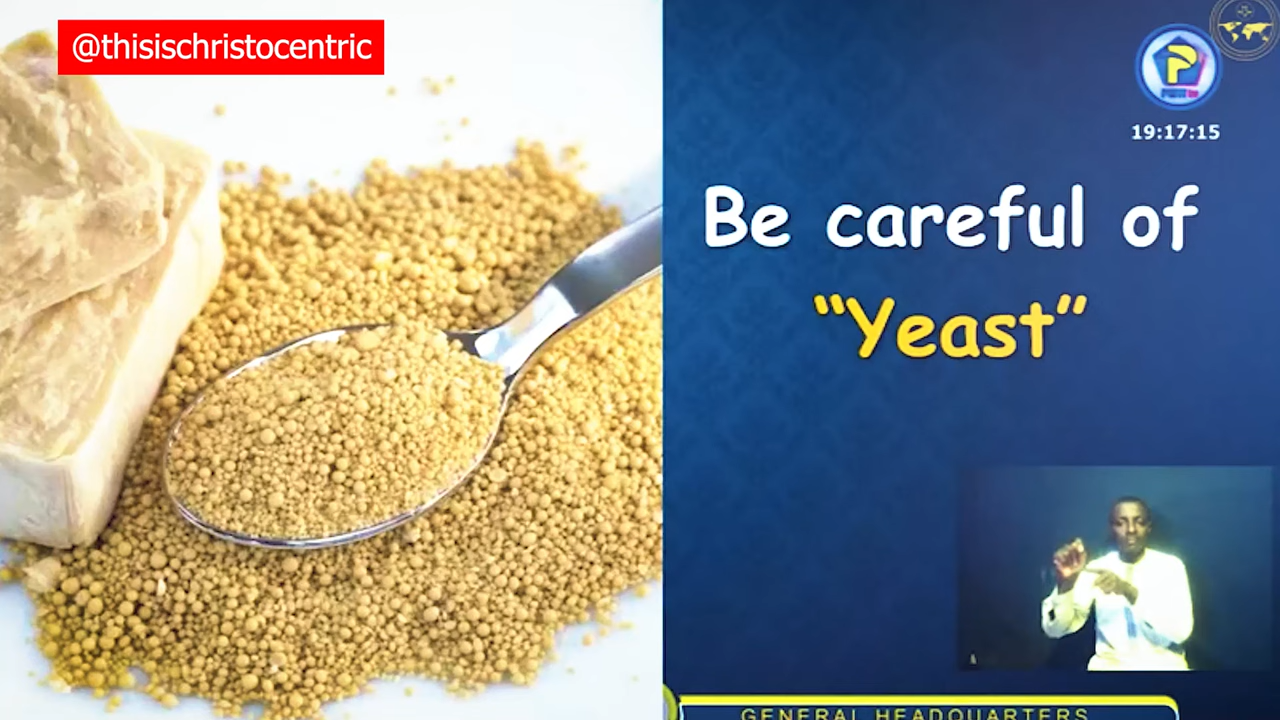 @thisischristocentric
P
19:17:15
Be careful of
“Yeast”
GENERAL HEADQUARTERS